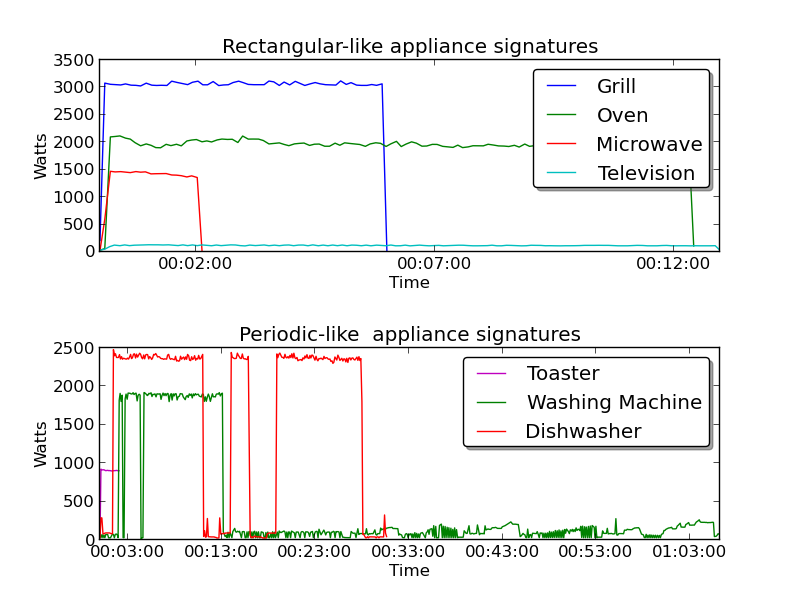 Rectangular-like appliance signatures
3500
3000
2500
2000
1500
1000
500
0
Watts
Grill
Oven
Microwave
Television
00:02:00 00:07:00 00:12:00
Time
Periodic-like appliance signatures
2500
2000
1500
1000
500
0
Watts
Toaster
Washing Machine
Dishwasher
00:03:00 00:13:00 00:23:00 00:33:00 00:43:00 00:53:00 01:03:00
Time